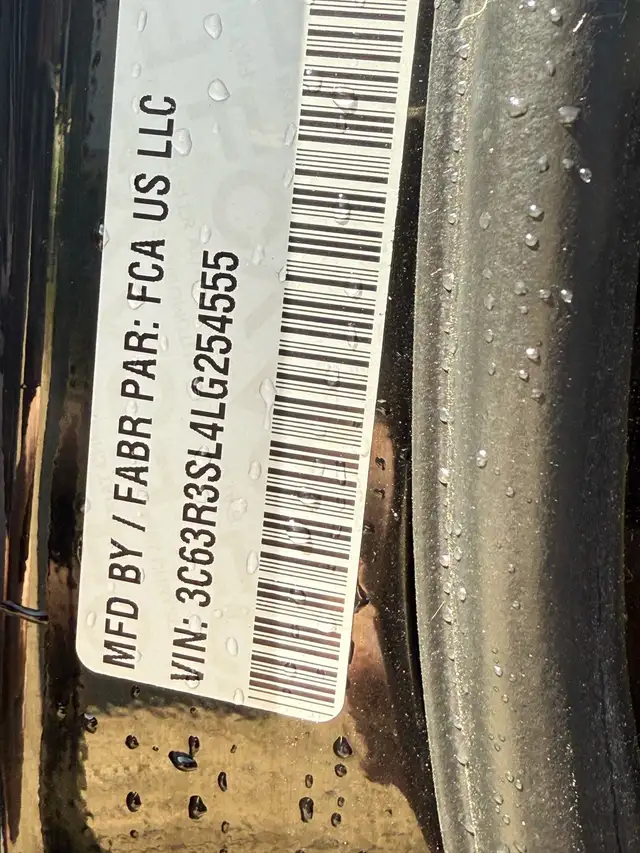 MFD BY / FABR PAR: FCA US LLC
VIN: 3C63R3SL4LG254555